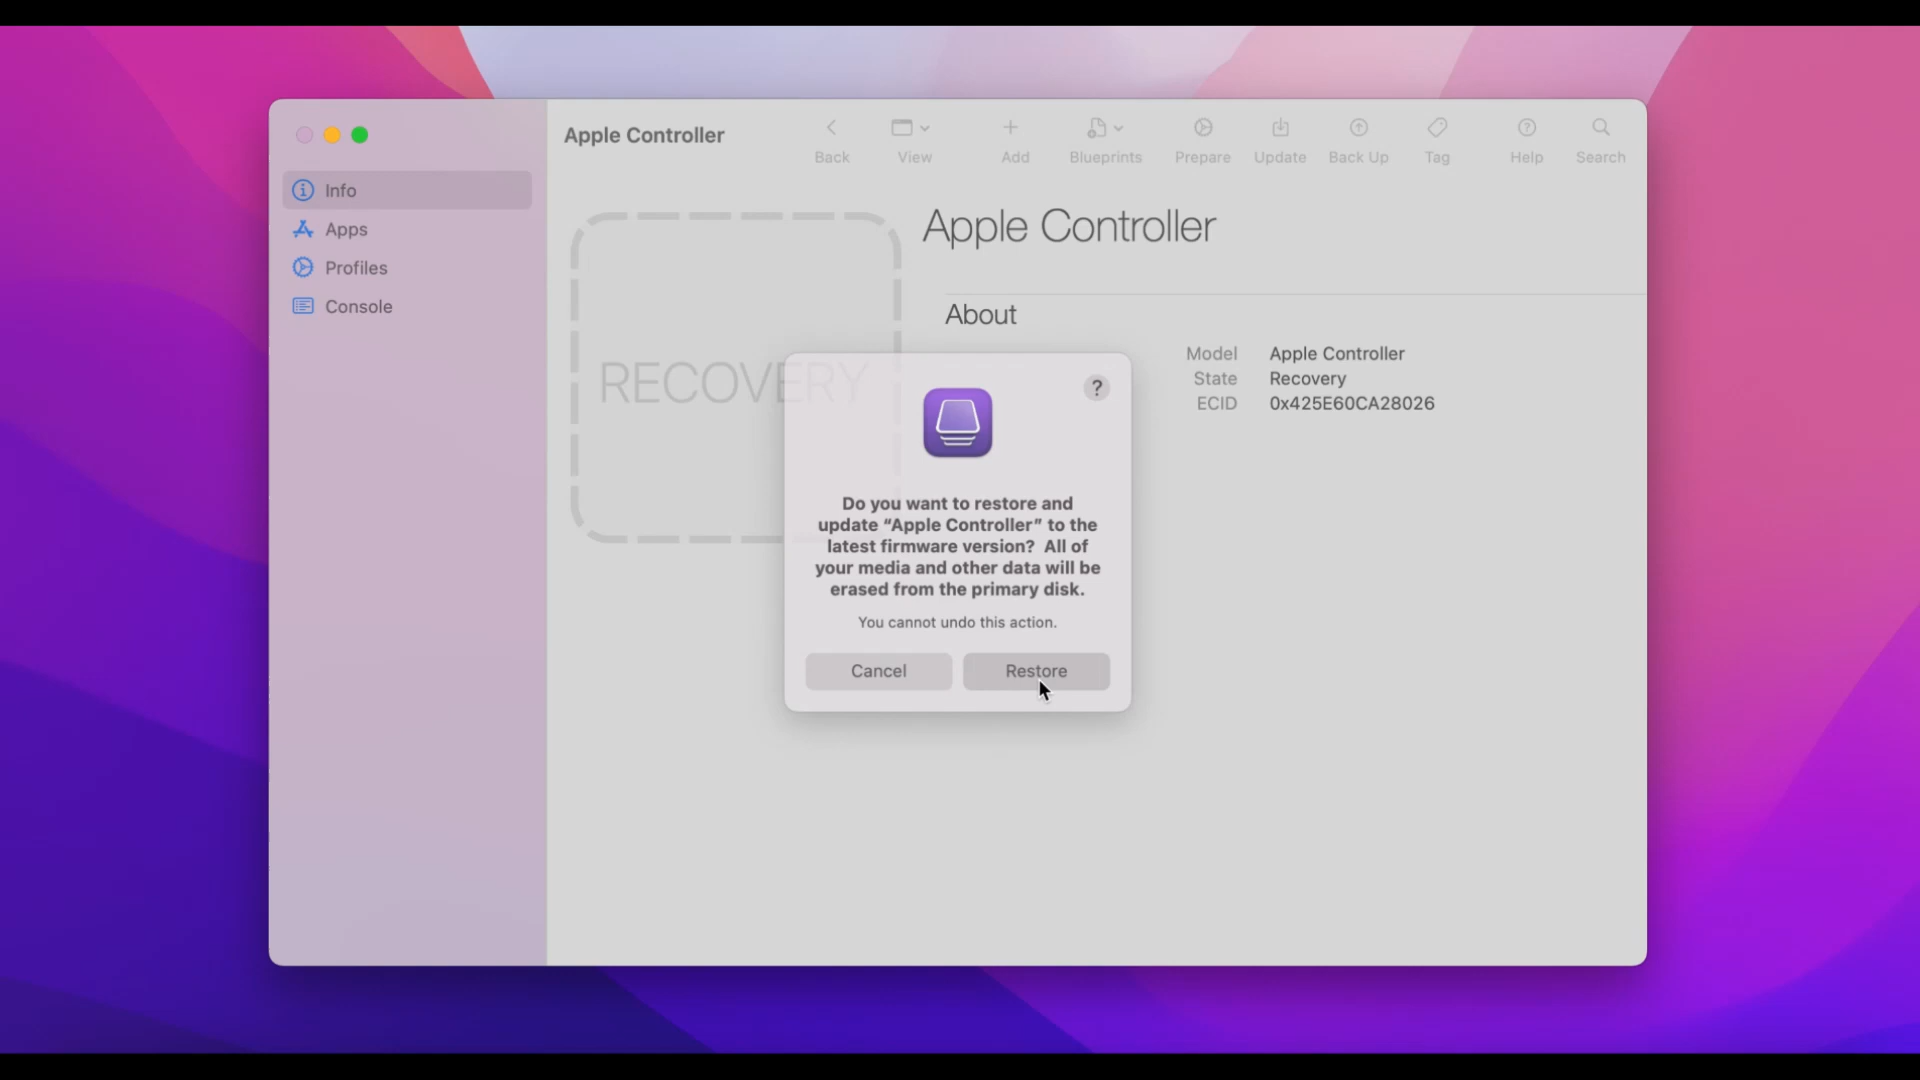 Apple Controller
Back
View
Add
Blueprints
Prepare
Update
Back Up
Tag
Help
Search
Info
Apps
Profiles
Console
RECOVERY
Apple Controller
About
Model Apple Controller
State Recovery
ECID 0x425E60CA28026
?
Do you want to restore and
update “Apple Controller” to the
latest firmware version? All of
your media and other data will be
erased from the primary disk.
You cannot undo this action.
Cancel
Restore